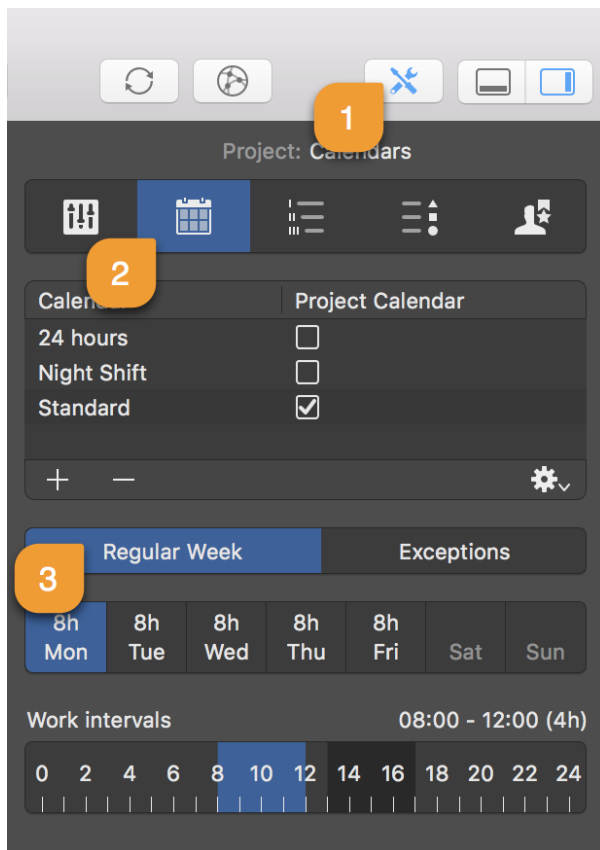 1
Project: Calendars
2
Calen
Project Calendar
24 hours
Night Shift
Standard
Regular Week
Exceptions
3
8h 8h 8h 8h 8h
Mon Tue Wed Thu Fri Sat Sun
Work intervals 08:00 - 12:00 (4h)
0 2 4 6 8 10 12 14 16 18 20 22 24